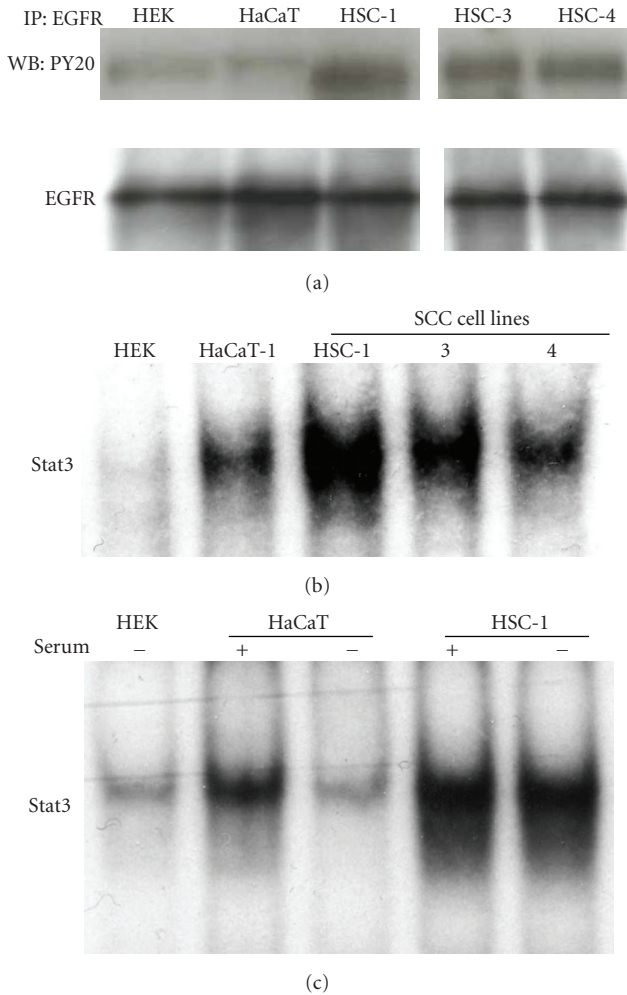 IP: EGFR HEK HaCaT HSC-1 HSC-3 HSC-4
WB: PY20
EGFR
(a)
SCC cell lines
HEK HaCaT-1 HSC-1 3 4
Stat3
(b)
HEK HaCaT HSC-1
Serum − + − + −
Stat3
(c)